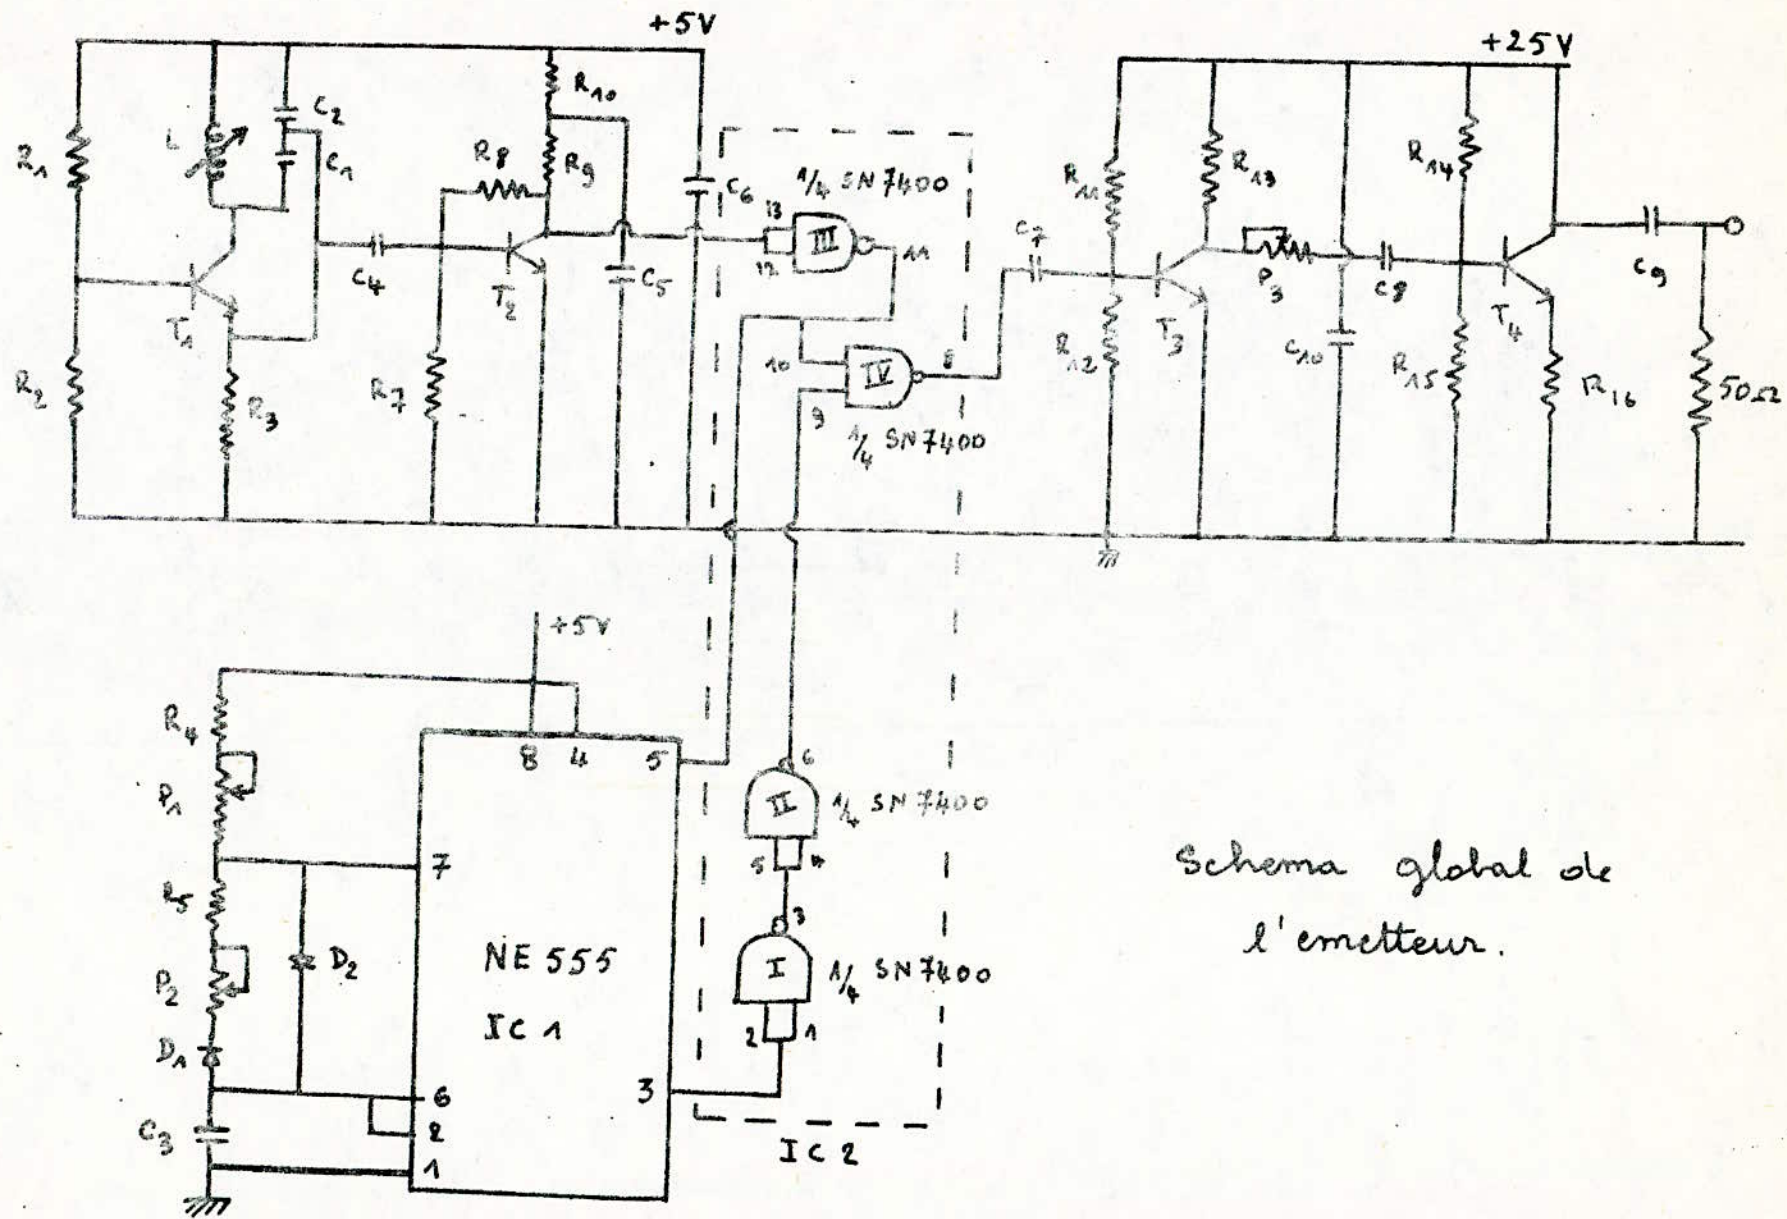 +5V
+25V
R1
L
C2
C1
R10
R8
R9
C6
1/4 SN7400
13
III
12
11
R11
R13
R14
C7
T1
C4
T2
C5
P3
C8
T4
C9
T3
R12
C10
R15
R16
50Ω
R2
R3
R7
10
IV
8
9
1/4 SN7400
+5V
R4
8 4 5
6
P1
II
1/4 SN7400
5 4
7
R5
3
D2
NE 555
I
1/4 SN7400
P2
IC 1
2 1
D1
6
3
C3
2
1
IC 2
Schema global de
l'emetteur.